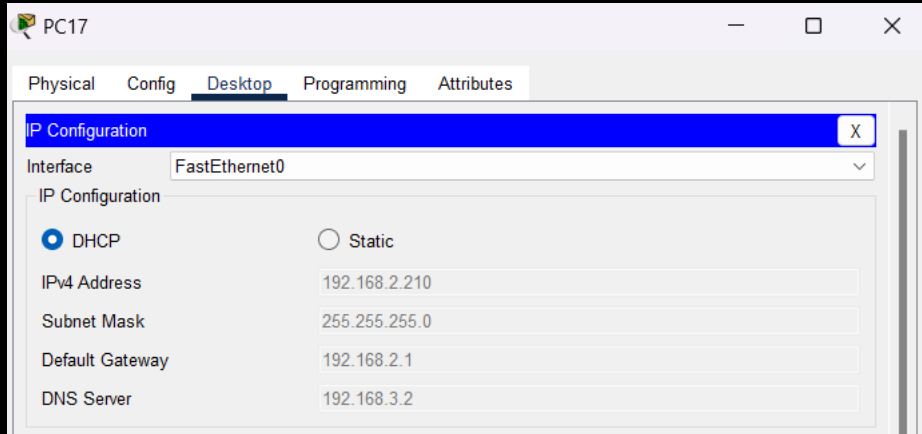 PC17
Physical Config Desktop Programming Attributes
IP Configuration X
Interface FastEthernet0
IP Configuration
DHCP Static
IPv4 Address 192.168.2.210
Subnet Mask 255.255.255.0
Default Gateway 192.168.2.1
DNS Server 192.168.3.2